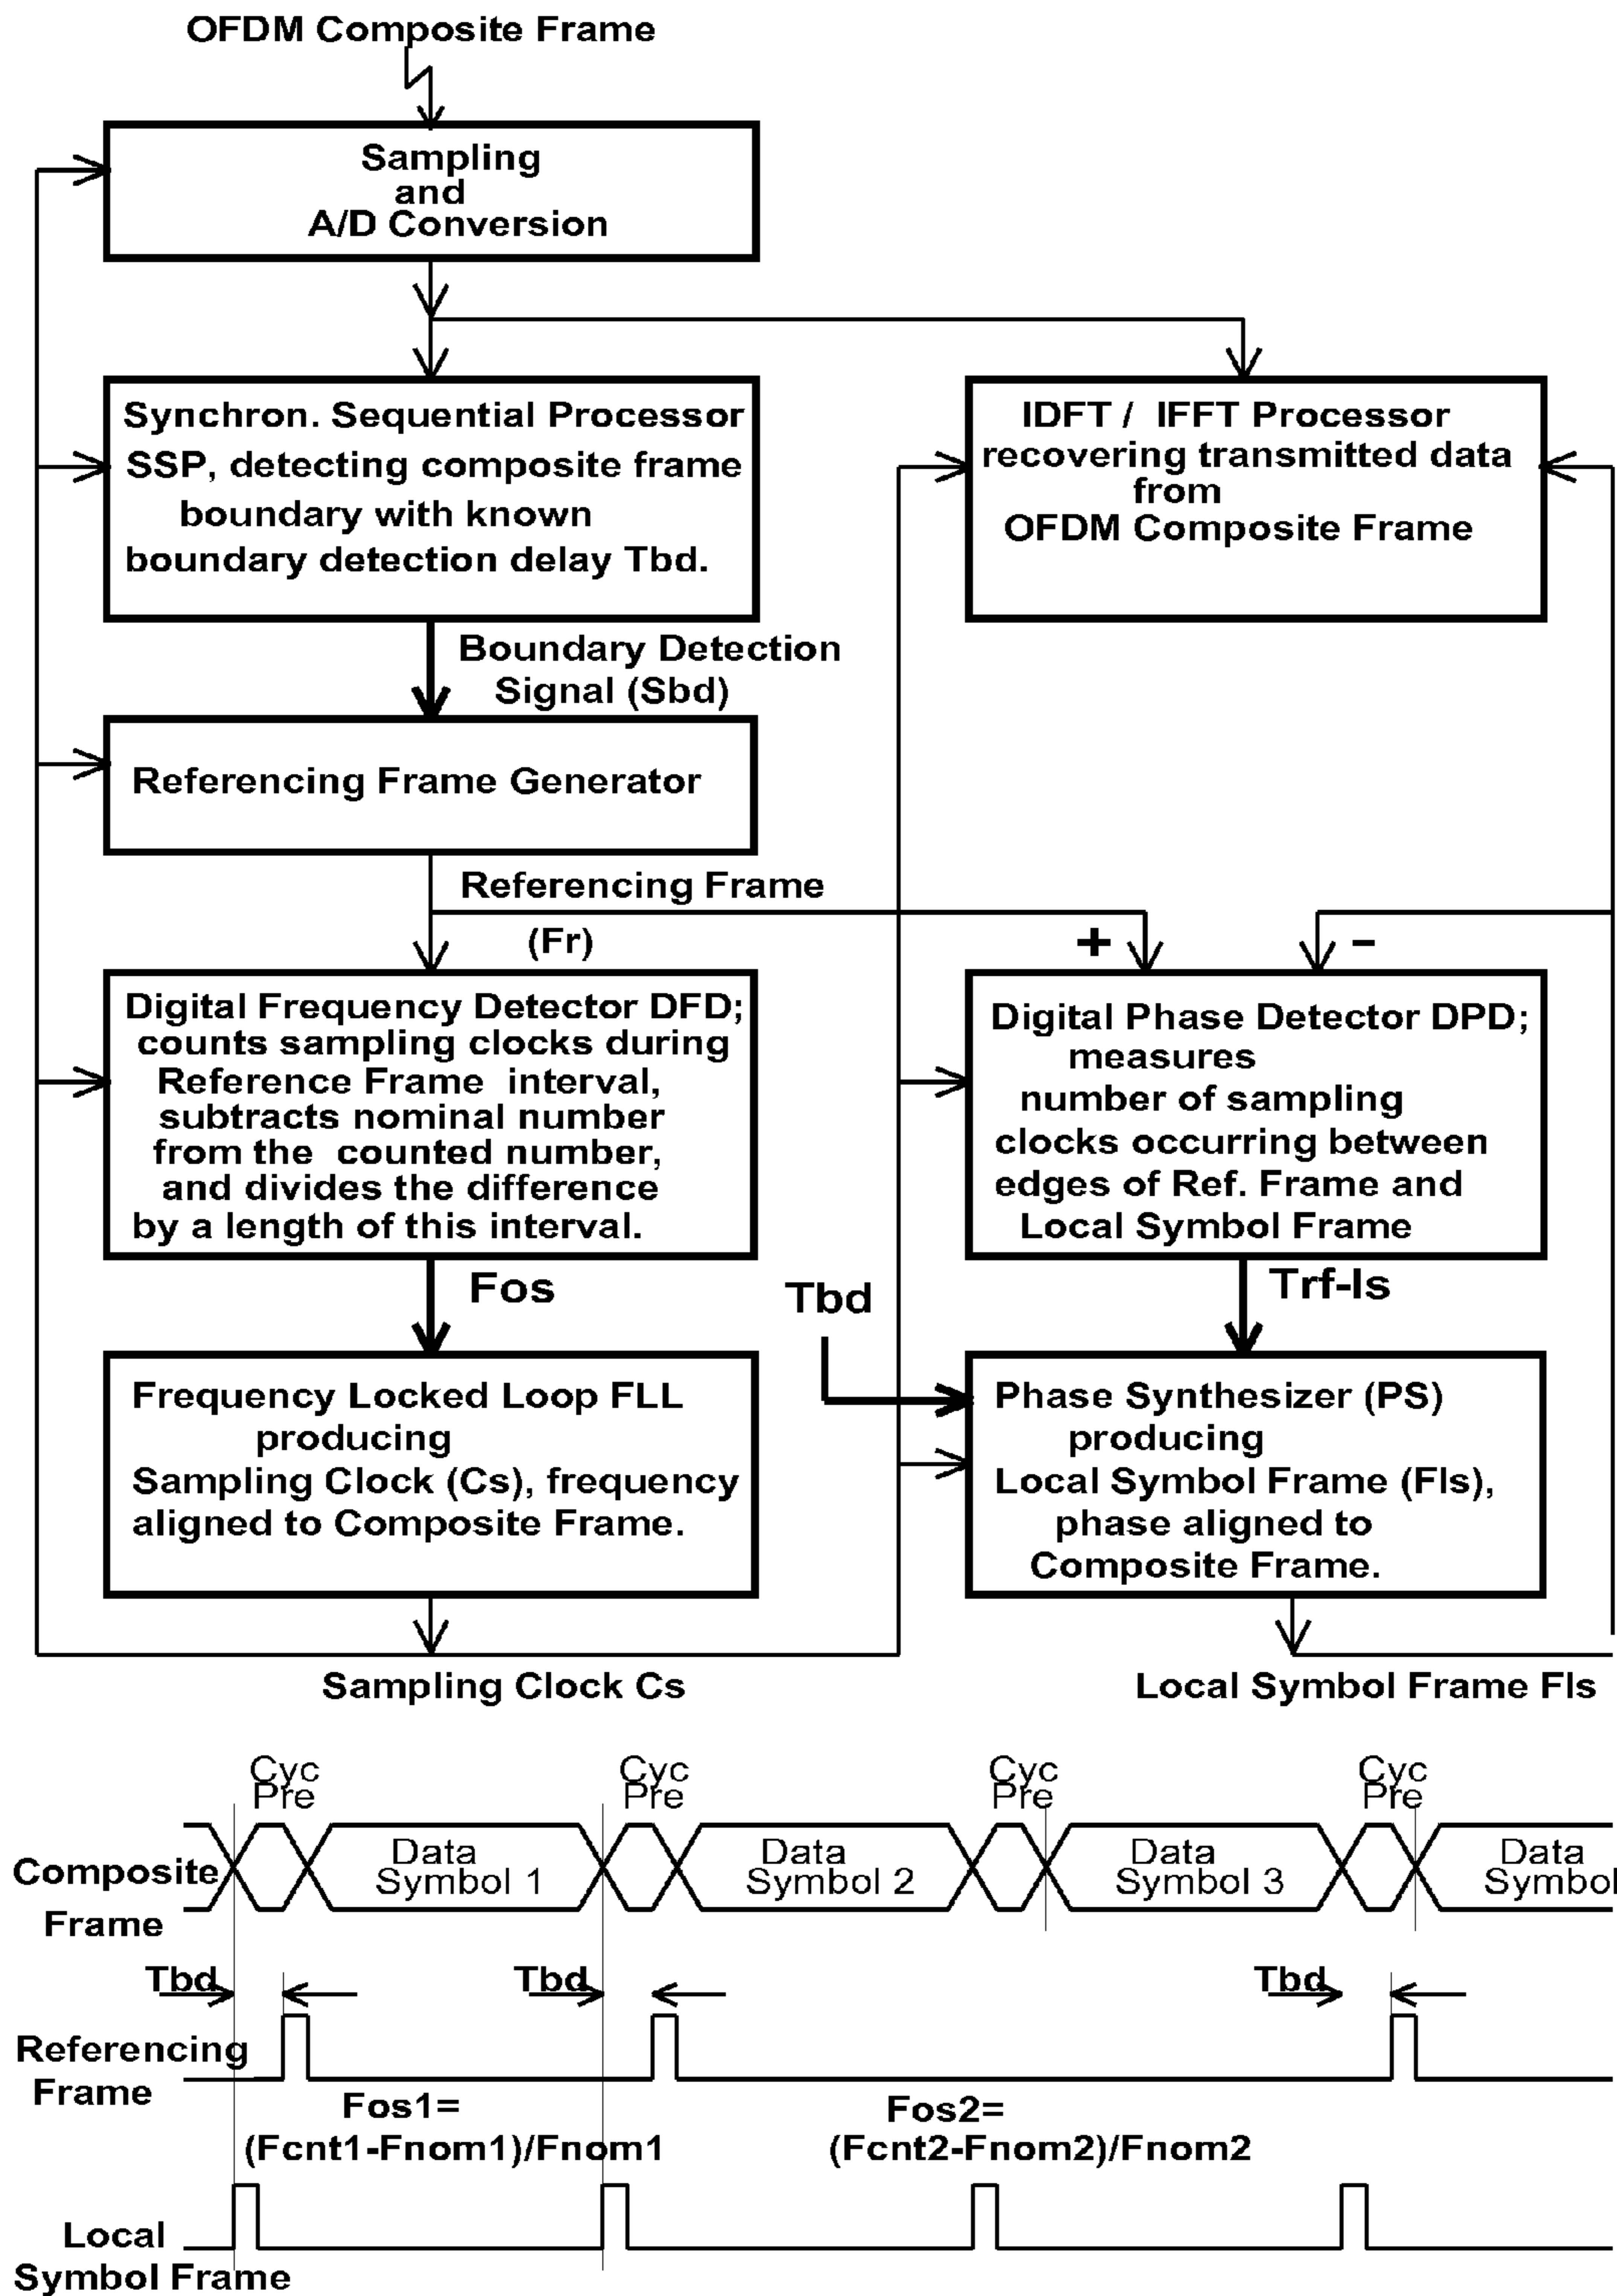 OFDM Composite Frame
Sampling
and
A/D Conversion
Synchron. Sequential Processor
SSP, detecting composite frame
boundary with known
boundary detection delay Tbd.
IDFT / IFFT Processor
recovering transmitted data
from
OFDM Composite Frame
Boundary Detection
Signal (Sbd)
Referencing Frame Generator
Referencing Frame
(Fr)
+
–
Digital Frequency Detector DFD;
counts sampling clocks during
Reference Frame interval,
subtracts nominal number
from the counted number,
and divides the difference
by a length of this interval.
Digital Phase Detector DPD;
measures
number of sampling
clocks occurring between
edges of Ref. Frame and
Local Symbol Frame
Fos
Tbd
Trf-ls
Frequency Locked Loop FLL
producing
Sampling Clock (Cs), frequency
aligned to Composite Frame.
Phase Synthesizer (PS)
producing
Local Symbol Frame (Fls),
phase aligned to
Composite Frame.
Sampling Clock Cs
Local Symbol Frame Fls
Cyc
Pre
Cyc
Pre
Cyc
Pre
Cyc
Pre
Composite
Frame
Data
Symbol 1
Data
Symbol 2
Data
Symbol 3
Data
Symbol
Tbd
Tbd
Tbd
Referencing
Frame
Fos1=
(Fcnt1-Fnom1)/Fnom1
Fos2=
(Fcnt2-Fnom2)/Fnom2
Local
Symbol Frame